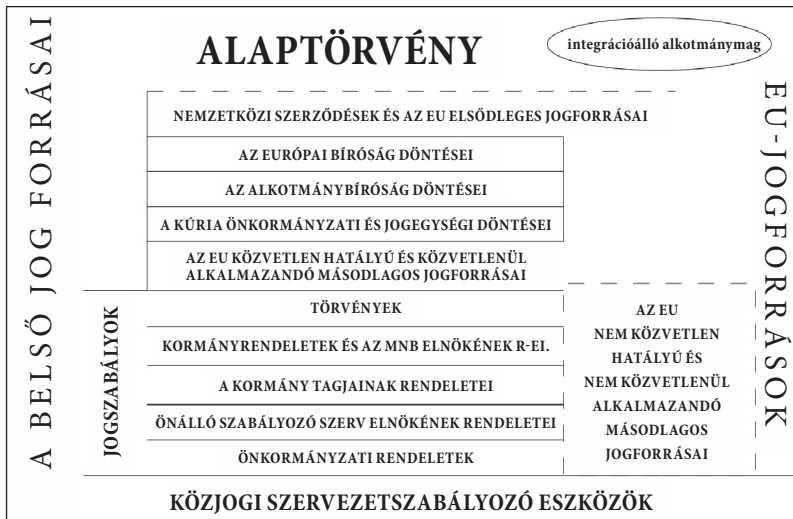 A BELSŐ JOG FORRÁSAI
ALAPTÖRVÉNY
integrációálló alkotmánymag
NEMZETKÖZI SZERZŐDÉSEK ÉS AZ EU ELSŐDLEGES JOGFORRÁSAI
AZ EURÓPAI BÍRÓSÁG DÖNTÉSEI
AZ ALKOTMÁNYBÍRÓSÁG DÖNTÉSEI
A KÚRIA ÖNKORMÁNYZATI ÉS JOGEGYSÉGI DÖNTÉSEI
AZ EU KÖZVETLEN HATÁLYÚ ÉS KÖZVETLENÜL
ALKALMAZANDÓ MÁSODLAGOS JOGFORRÁSAI
JOGSZABÁLYOK
TÖRVÉNYEK
KORMÁNYRENDELETEK ÉS AZ MNB ELNÖKÉNEK R-EI.
A KORMÁNY TAGJAINAK RENDELETEI
ÖNÁLLÓ SZABÁLYOZÓ SZERV ELNÖKÉNEK RENDELETEI
ÖNKORMÁNYZATI RENDELETEK
AZ EU
NEM KÖZVETLEN
HATÁLYÚ ÉS
NEM KÖZVETLENÜL
ALKALMAZANDÓ
MÁSODLAGOS
JOGFORRÁSAI
EU-JOGFORRÁSOK
KÖZJOGI SZERVEZETSZABÁLYOZÓ ESZKÖZÖK